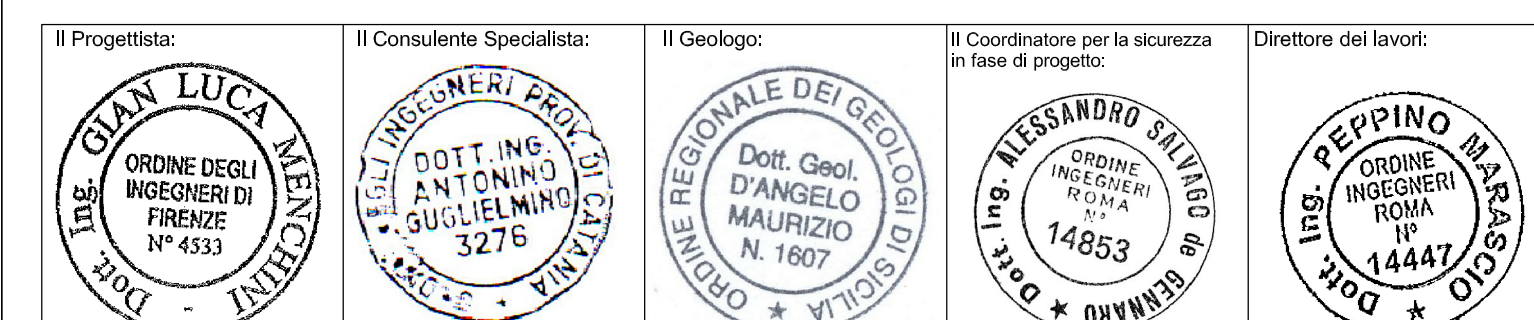 Il Progettista:
Dott. Ing. GIAN LUCA MENCHINI -
ORDINE DEGLI
INGEGNERI DI
FIRENZE
N° 4533
Il Consulente Specialista:
INGEGNERI PROV. DI CATANIA
DOTT. ING.
ANTONINO
GUGLIELMINO
3276
Il Geologo:
ORDINE REGIONALE DEI GEOLOGI DI SICILIA ★
Dott. Geol.
D'ANGELO
MAURIZIO
N. 1607
Il Coordinatore per la sicurezza
in fase di progetto:
Dott. Ing. ALESSANDRO SALVAGO de GENNARO ★
ORDINE
INGEGNERI
ROMA
N°
14853
Direttore dei lavori:
Dott. Ing. PEPPINO MARASCIO ★
ORDINE
INGEGNERI
ROMA
N°
14447